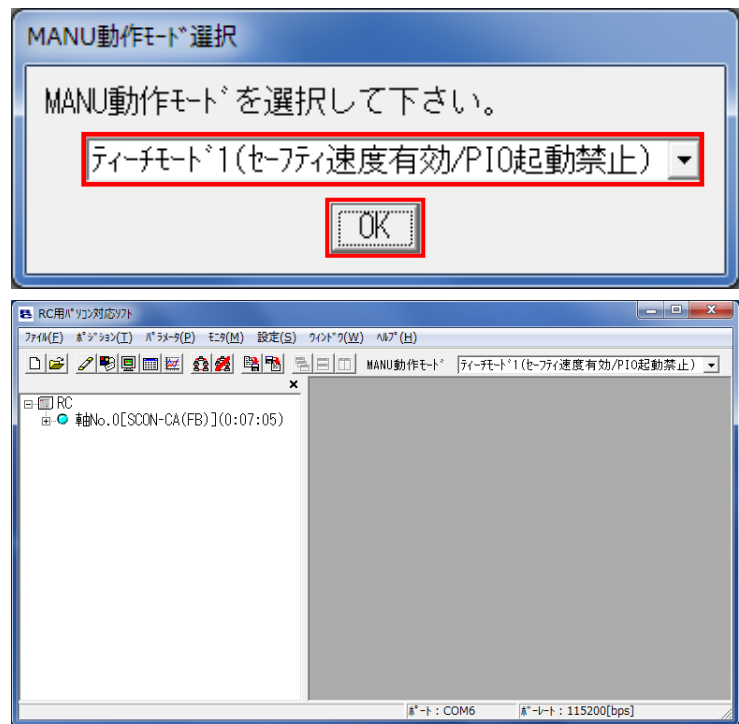 MANU動作ﾓｰﾄﾞ選択
MANU動作ﾓｰﾄﾞを選択して下さい。
ﾃｨｰﾁﾓｰﾄﾞ1(ｾｰﾌﾃｨ速度有効/PIO起動禁止)
OK
RC用ﾊﾟｿｺﾝ対応ｿﾌﾄ
ﾌｧｲﾙ(F) ﾎﾟｼﾞｼｮﾝ(T) ﾊﾟﾗﾒｰﾀ(P) ﾓﾆﾀ(M) 設定(S) ｳｨﾝﾄﾞｳ(W) ﾍﾙﾌﾟ(H)
MANU動作ﾓｰﾄﾞ ﾃｨｰﾁﾓｰﾄﾞ1(ｾｰﾌﾃｨ速度有効/PIO起動禁止)
RC
軸No.0[SCON-CA(FB)](0:07:05)
ﾎﾟｰﾄ : COM6 ﾎﾞｰﾚｰﾄ : 115200[bps]